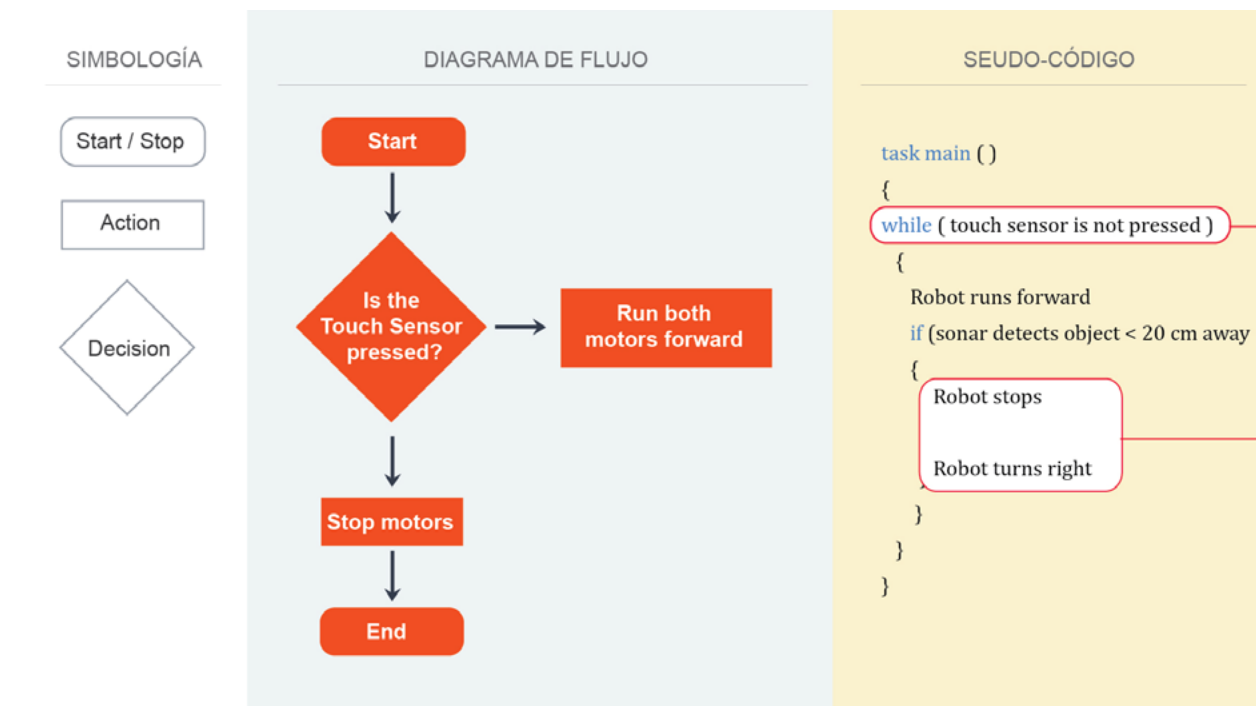 SIMBOLOGÍA
Start / Stop
Action
Decision
DIAGRAMA DE FLUJO
Start
Is the
Touch Sensor
pressed?
Run both
motors forward
Stop motors
End
SEUDO-CÓDIGO
task main ( )
{
while ( touch sensor is not pressed )
{
Robot runs forward
if (sonar detects object < 20 cm away
{
Robot stops
Robot turns right
}
}
}